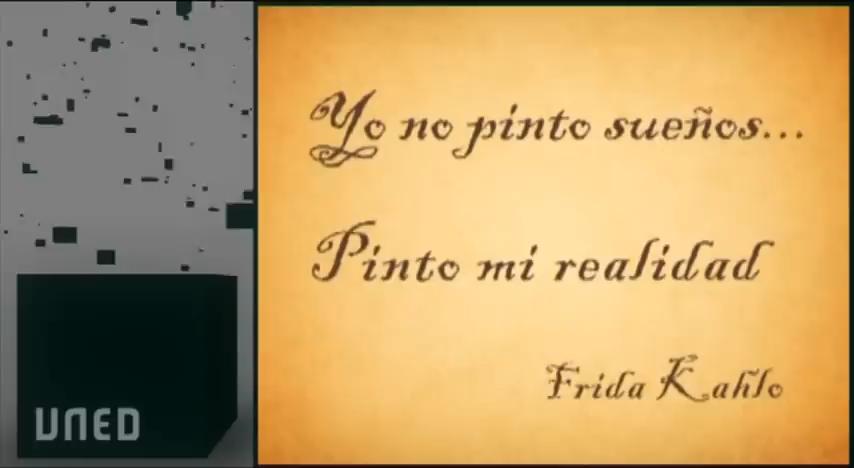 Yo no pinto sueños...
Pinto mi realidad
Frida Kahlo
UNED